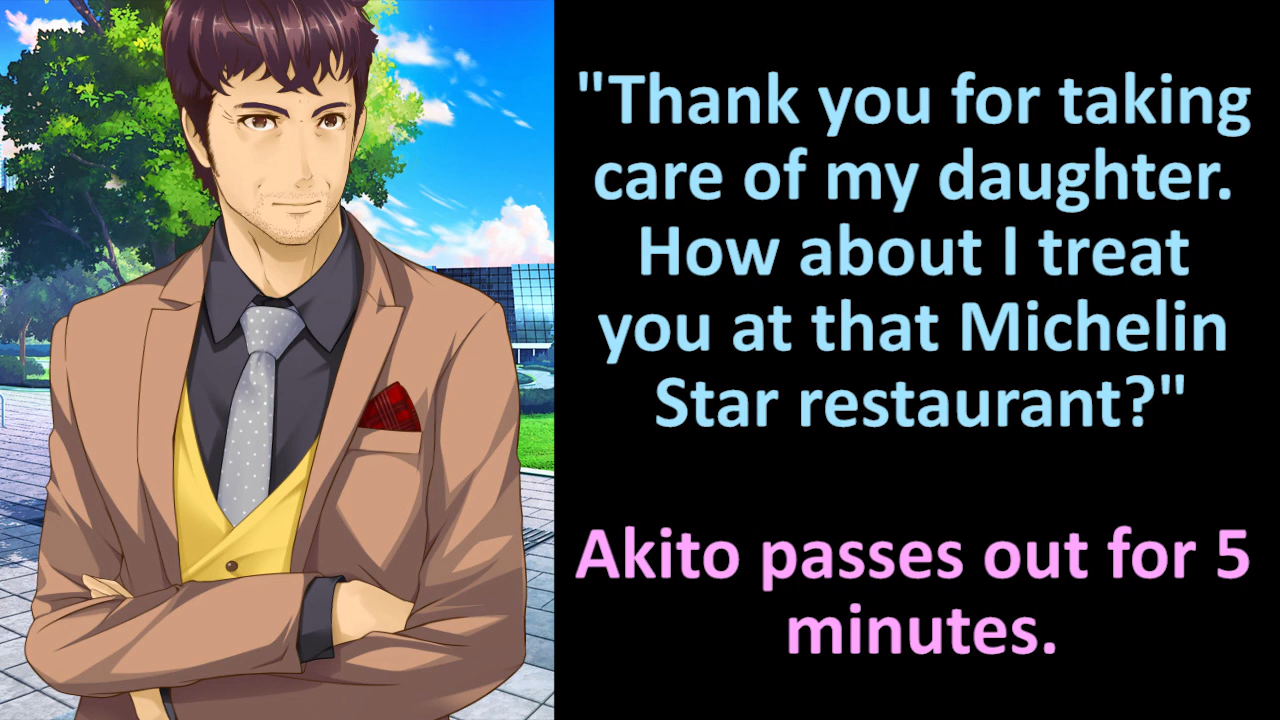 "Thank you for taking
care of my daughter.
How about I treat
you at that Michelin
Star restaurant?"
Akito passes out for 5
minutes.